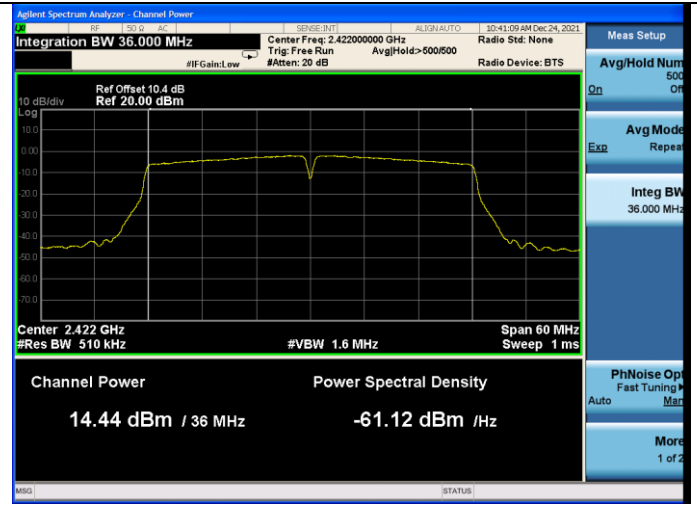 Agilent Spectrum Analyzer - Channel Power
RF 50 Ω AC SENSE:INT ALIGN AUTO 10:41:09 AM Dec 24, 2021
Integration BW 36.000 MHz
Center Freq: 2.422000000 GHz
Radio Std: None
Trig: Free Run Avg|Hold:>500/500
#IFGain:Low
#Atten: 20 dB
Radio Device: BTS
Ref Offset 10.4 dB
10 dB/div Ref 20.00 dBm
Log
10.0
0.00
-10.0
-20.0
-30.0
-40.0
-50.0
-60.0
-70.0
Center 2.422 GHz Span 60 MHz
#Res BW 510 kHz #VBW 1.6 MHz Sweep 1 ms
Channel Power Power Spectral Density
14.44 dBm / 36 MHz -61.12 dBm /Hz
Meas Setup
Avg/Hold Num
500
On Off
Avg Mode
Exp Repeat
Integ BW
36.000 MHz
PhNoise Opt
Fast Tuning
Auto Man
More
1 of 2
MSG STATUS